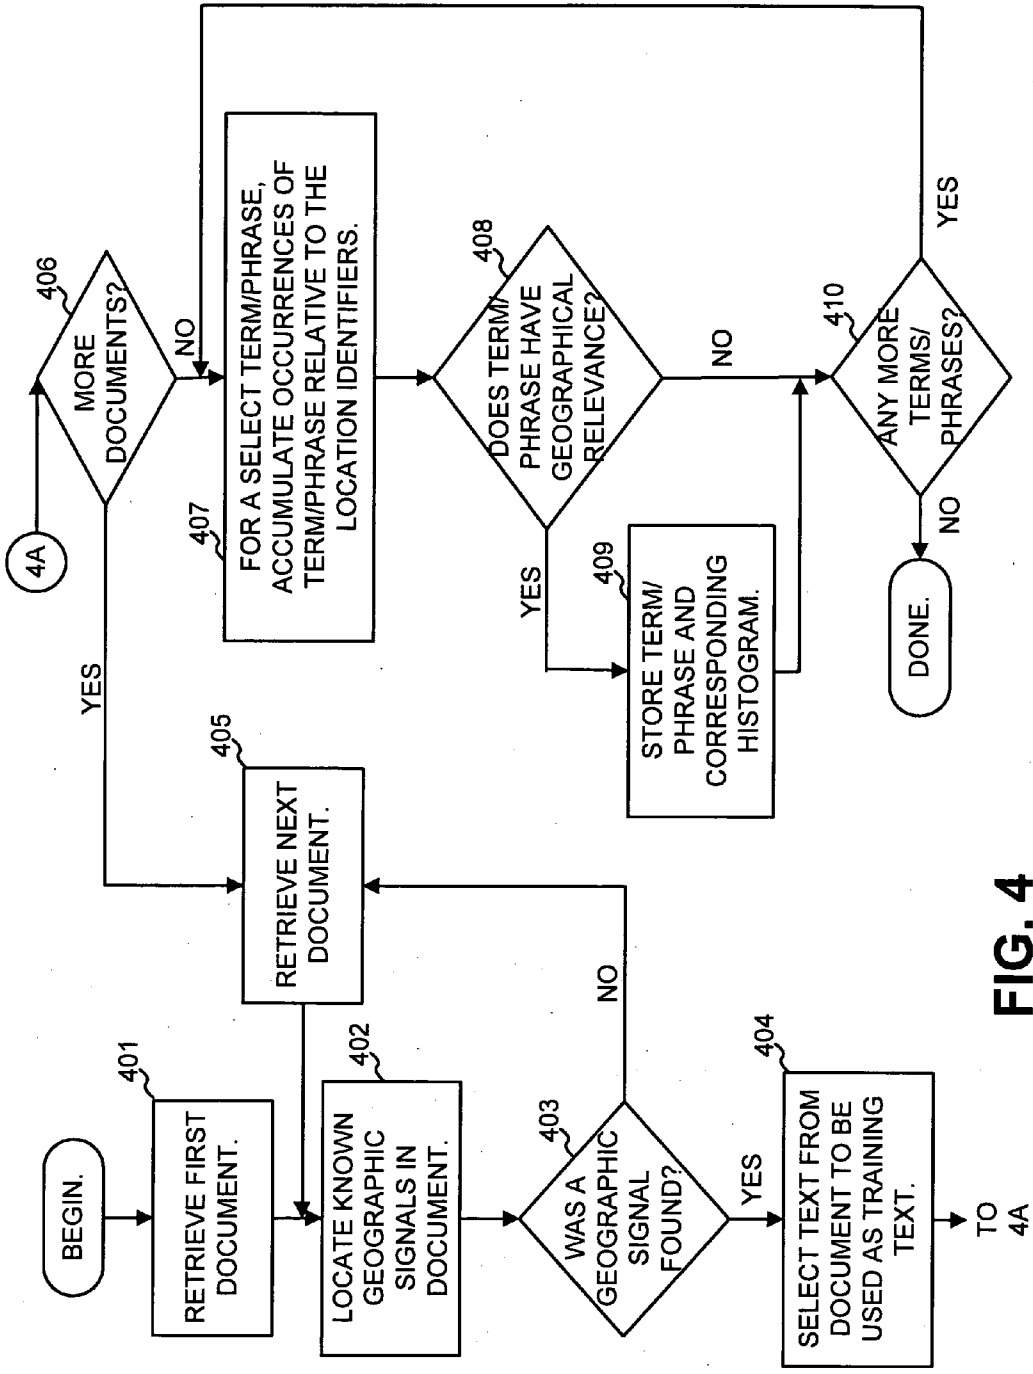 BEGIN.
401
RETRIEVE FIRST
DOCUMENT.
402
LOCATE KNOWN
GEOGRAPHIC
SIGNALS IN
DOCUMENT.
403
WAS A
GEOGRAPHIC
SIGNAL
FOUND?
NO
YES
404
SELECT TEXT FROM
DOCUMENT TO BE
USED AS TRAINING
TEXT.
TO
4A
405
RETRIEVE NEXT
DOCUMENT.
YES
4A
406
MORE
DOCUMENTS?
NO
407
FOR A SELECT TERM/PHRASE,
ACCUMULATE OCCURRENCES OF
TERM/PHRASE RELATIVE TO THE
LOCATION IDENTIFIERS.
408
DOES TERM/
PHRASE HAVE
GEOGRAPHICAL
RELEVANCE?
YES
NO
409
STORE TERM/
PHRASE AND
CORRESPONDING
HISTOGRAM.
410
ANY MORE
TERMS/
PHRASES?
YES
NO
DONE.
FIG. 4